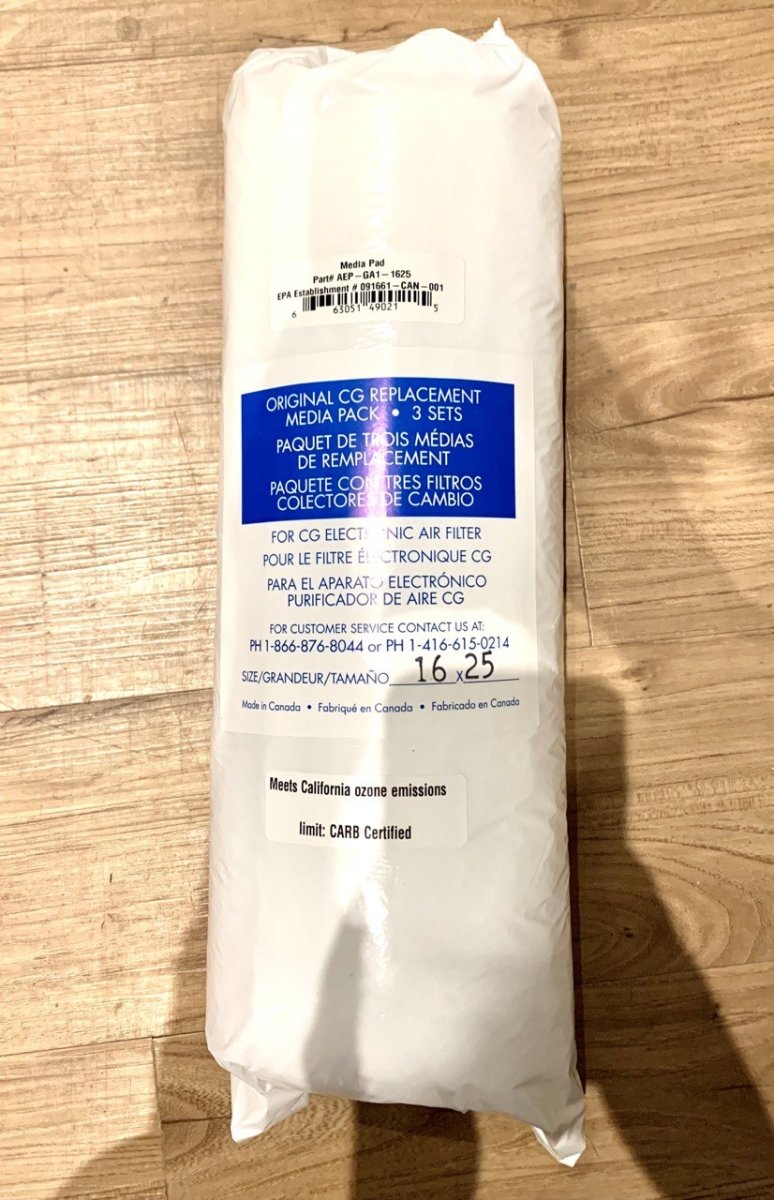 Media Pad
Part# AEP-GA1-1625
EPA Establishment # 091661-CAN-001
6 63051 49021 5
ORIGINAL CG REPLACEMENT
MEDIA PACK • 3 SETS
PAQUET DE TROIS MÉDIAS
DE REMPLACEMENT
PAQUETE CON TRES FILTROS
COLECTORES DE CAMBIO
FOR CG ELECTRONIC AIR FILTER
POUR LE FILTRE ÉLECTRONIQUE CG
PARA EL APARATO ELECTRÓNICO
PURIFICADOR DE AIRE CG
FOR CUSTOMER SERVICE CONTACT US AT:
PH 1-866-876-8044 or PH 1-416-615-0214
SIZE/GRANDEUR/TAMAÑO 16 x 25
Made in Canada • Fabriqué en Canada • Fabricado en Canada
Meets California ozone emissions
limit: CARB Certified